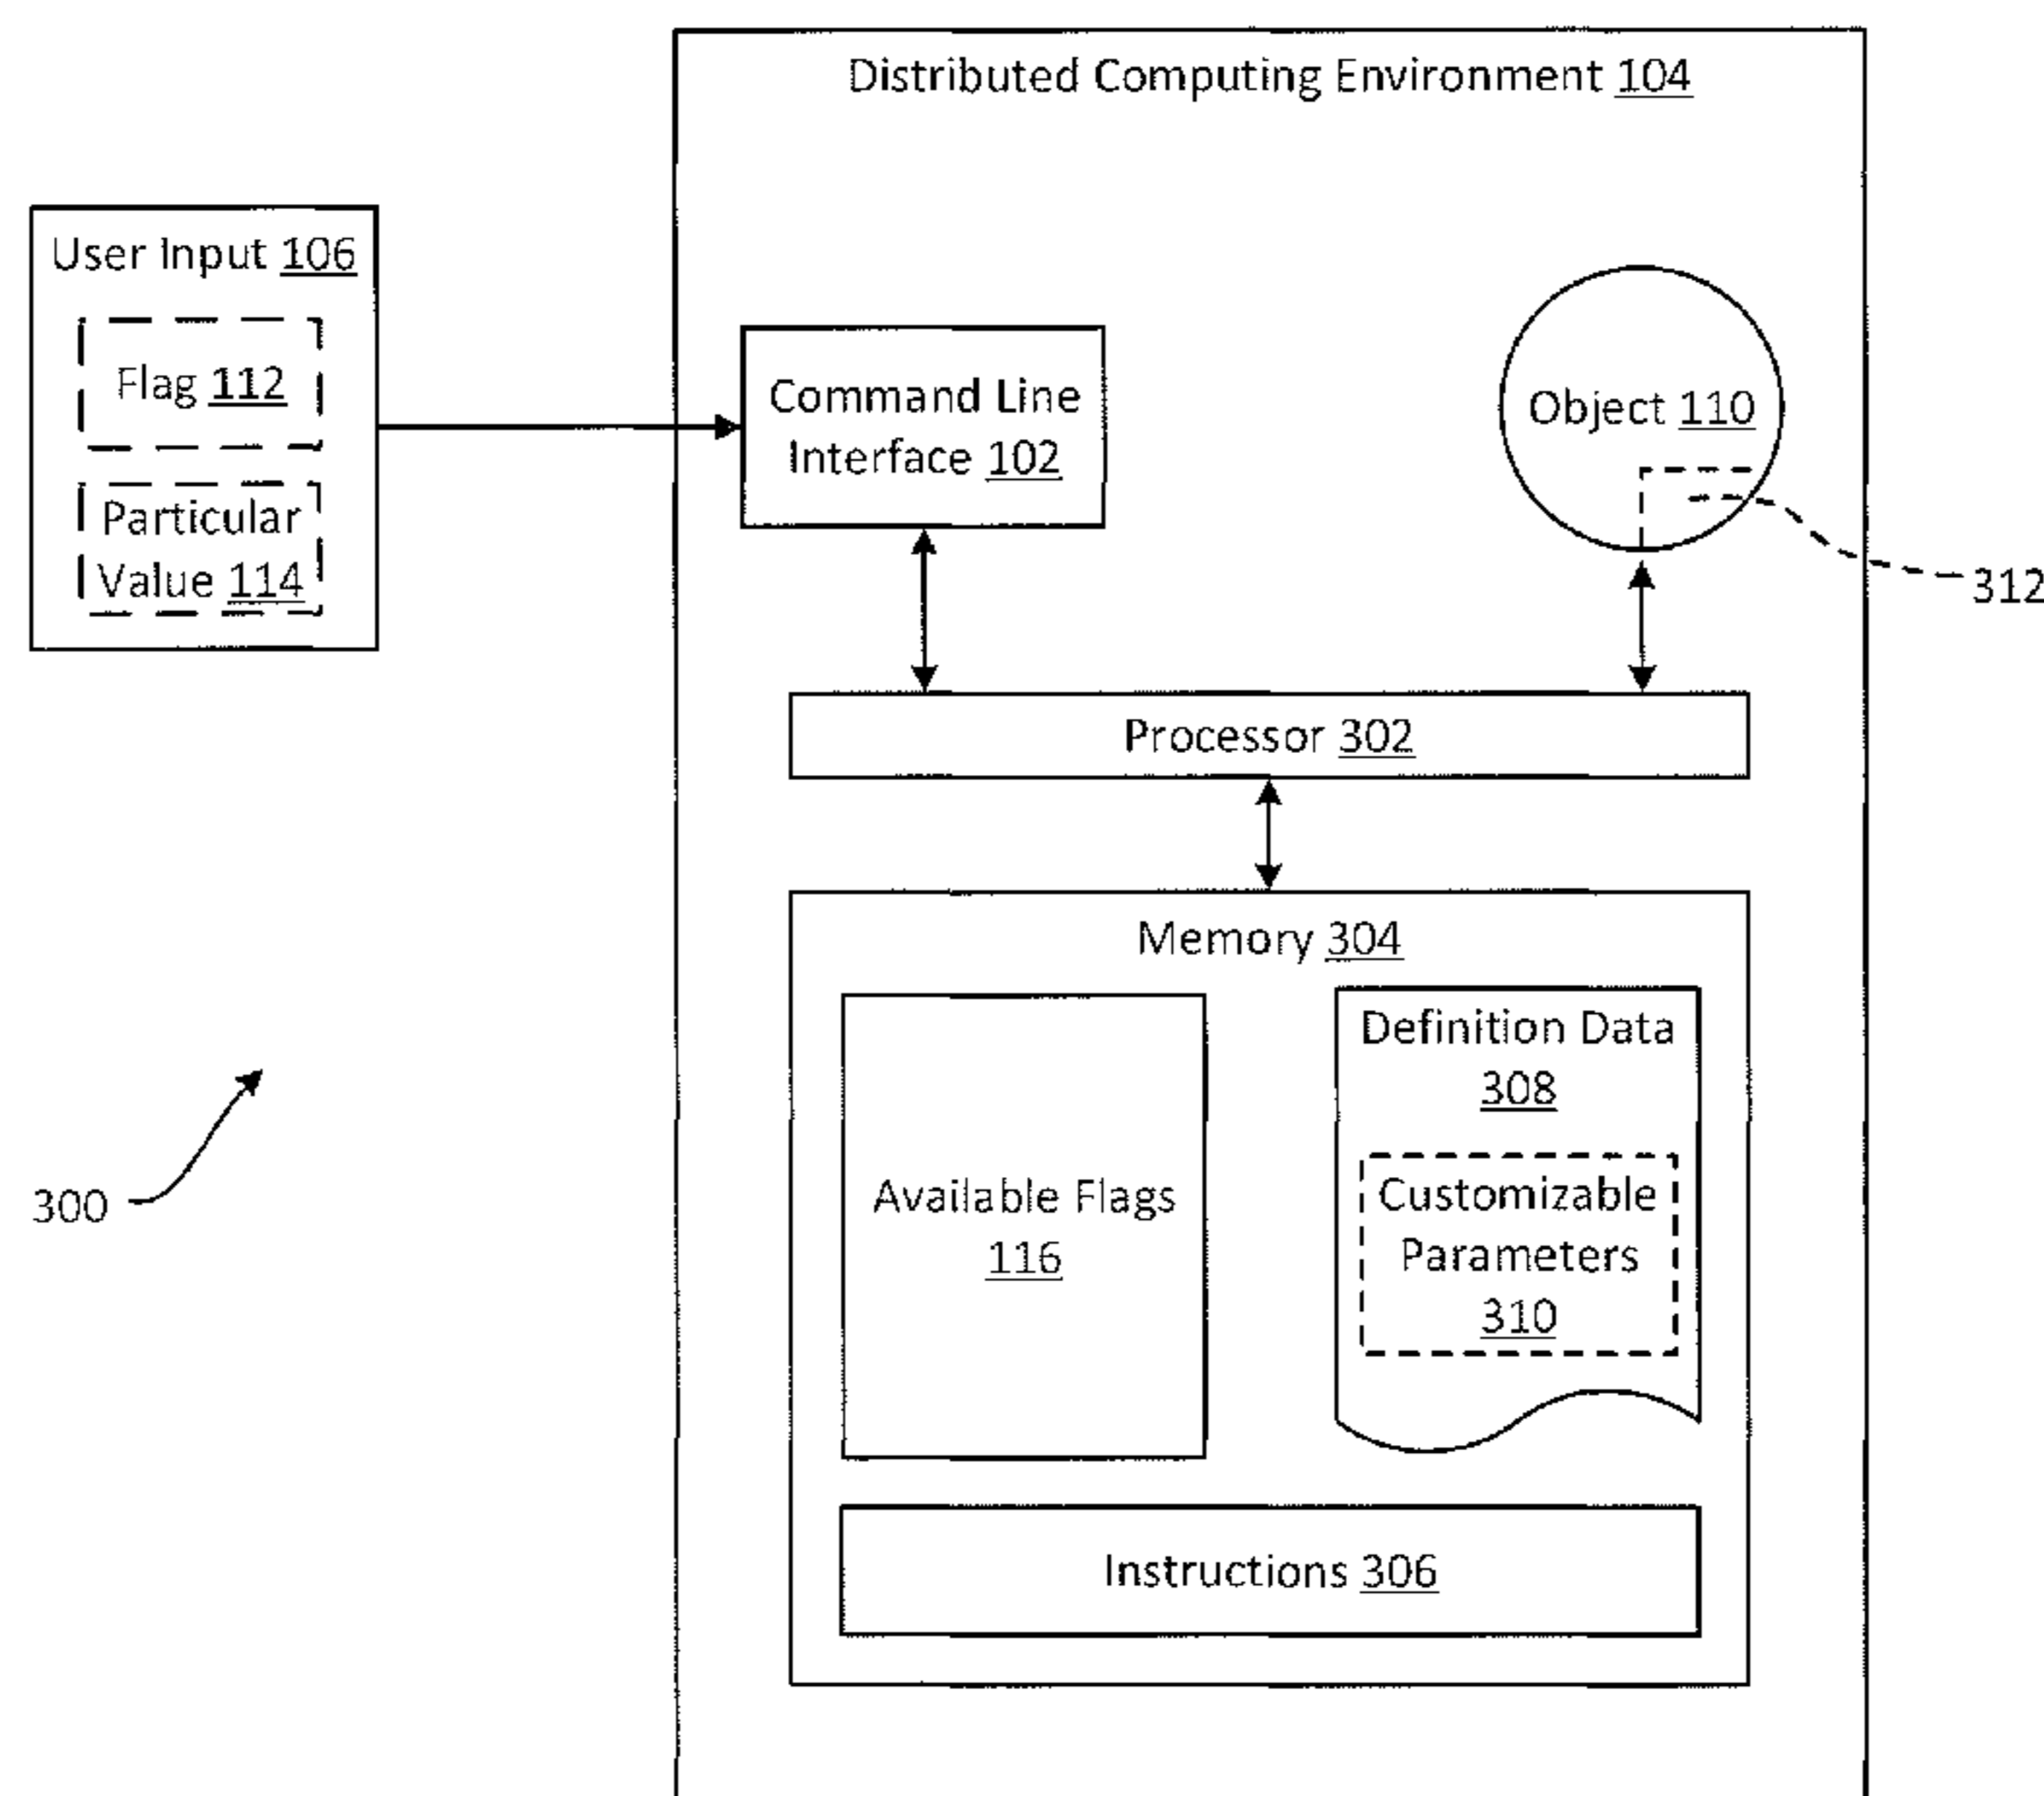 Distributed Computing Environment 104
User Input 106
Flag 112
Particular
Value 114
Command Line
Interface 102
Object 110
312
Processor 302
Memory 304
Available Flags
116
Definition Data
308
Customizable
Parameters
310
Instructions 306
300